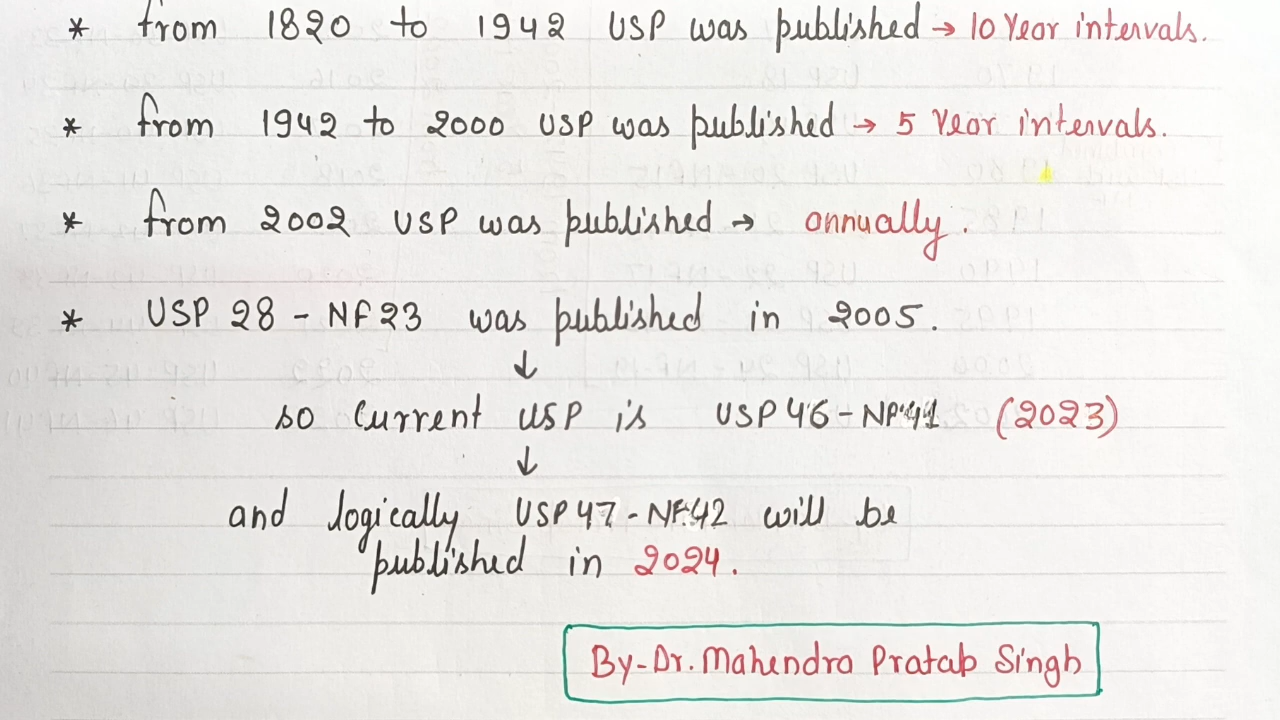 * from 1820 to 1942 USP was published → 10 Year intervals.
* from 1942 to 2000 USP was published → 5 Year intervals.
* from 2002 USP was published → annually.
* USP 28 - NF 23 was published in 2005.
↓
so Current USP is USP 46 - NF 41 (2023)
↓
and logically USP 47 - NF 42 will be
published in 2024.
By-Dr. Mahendra Pratap Singh